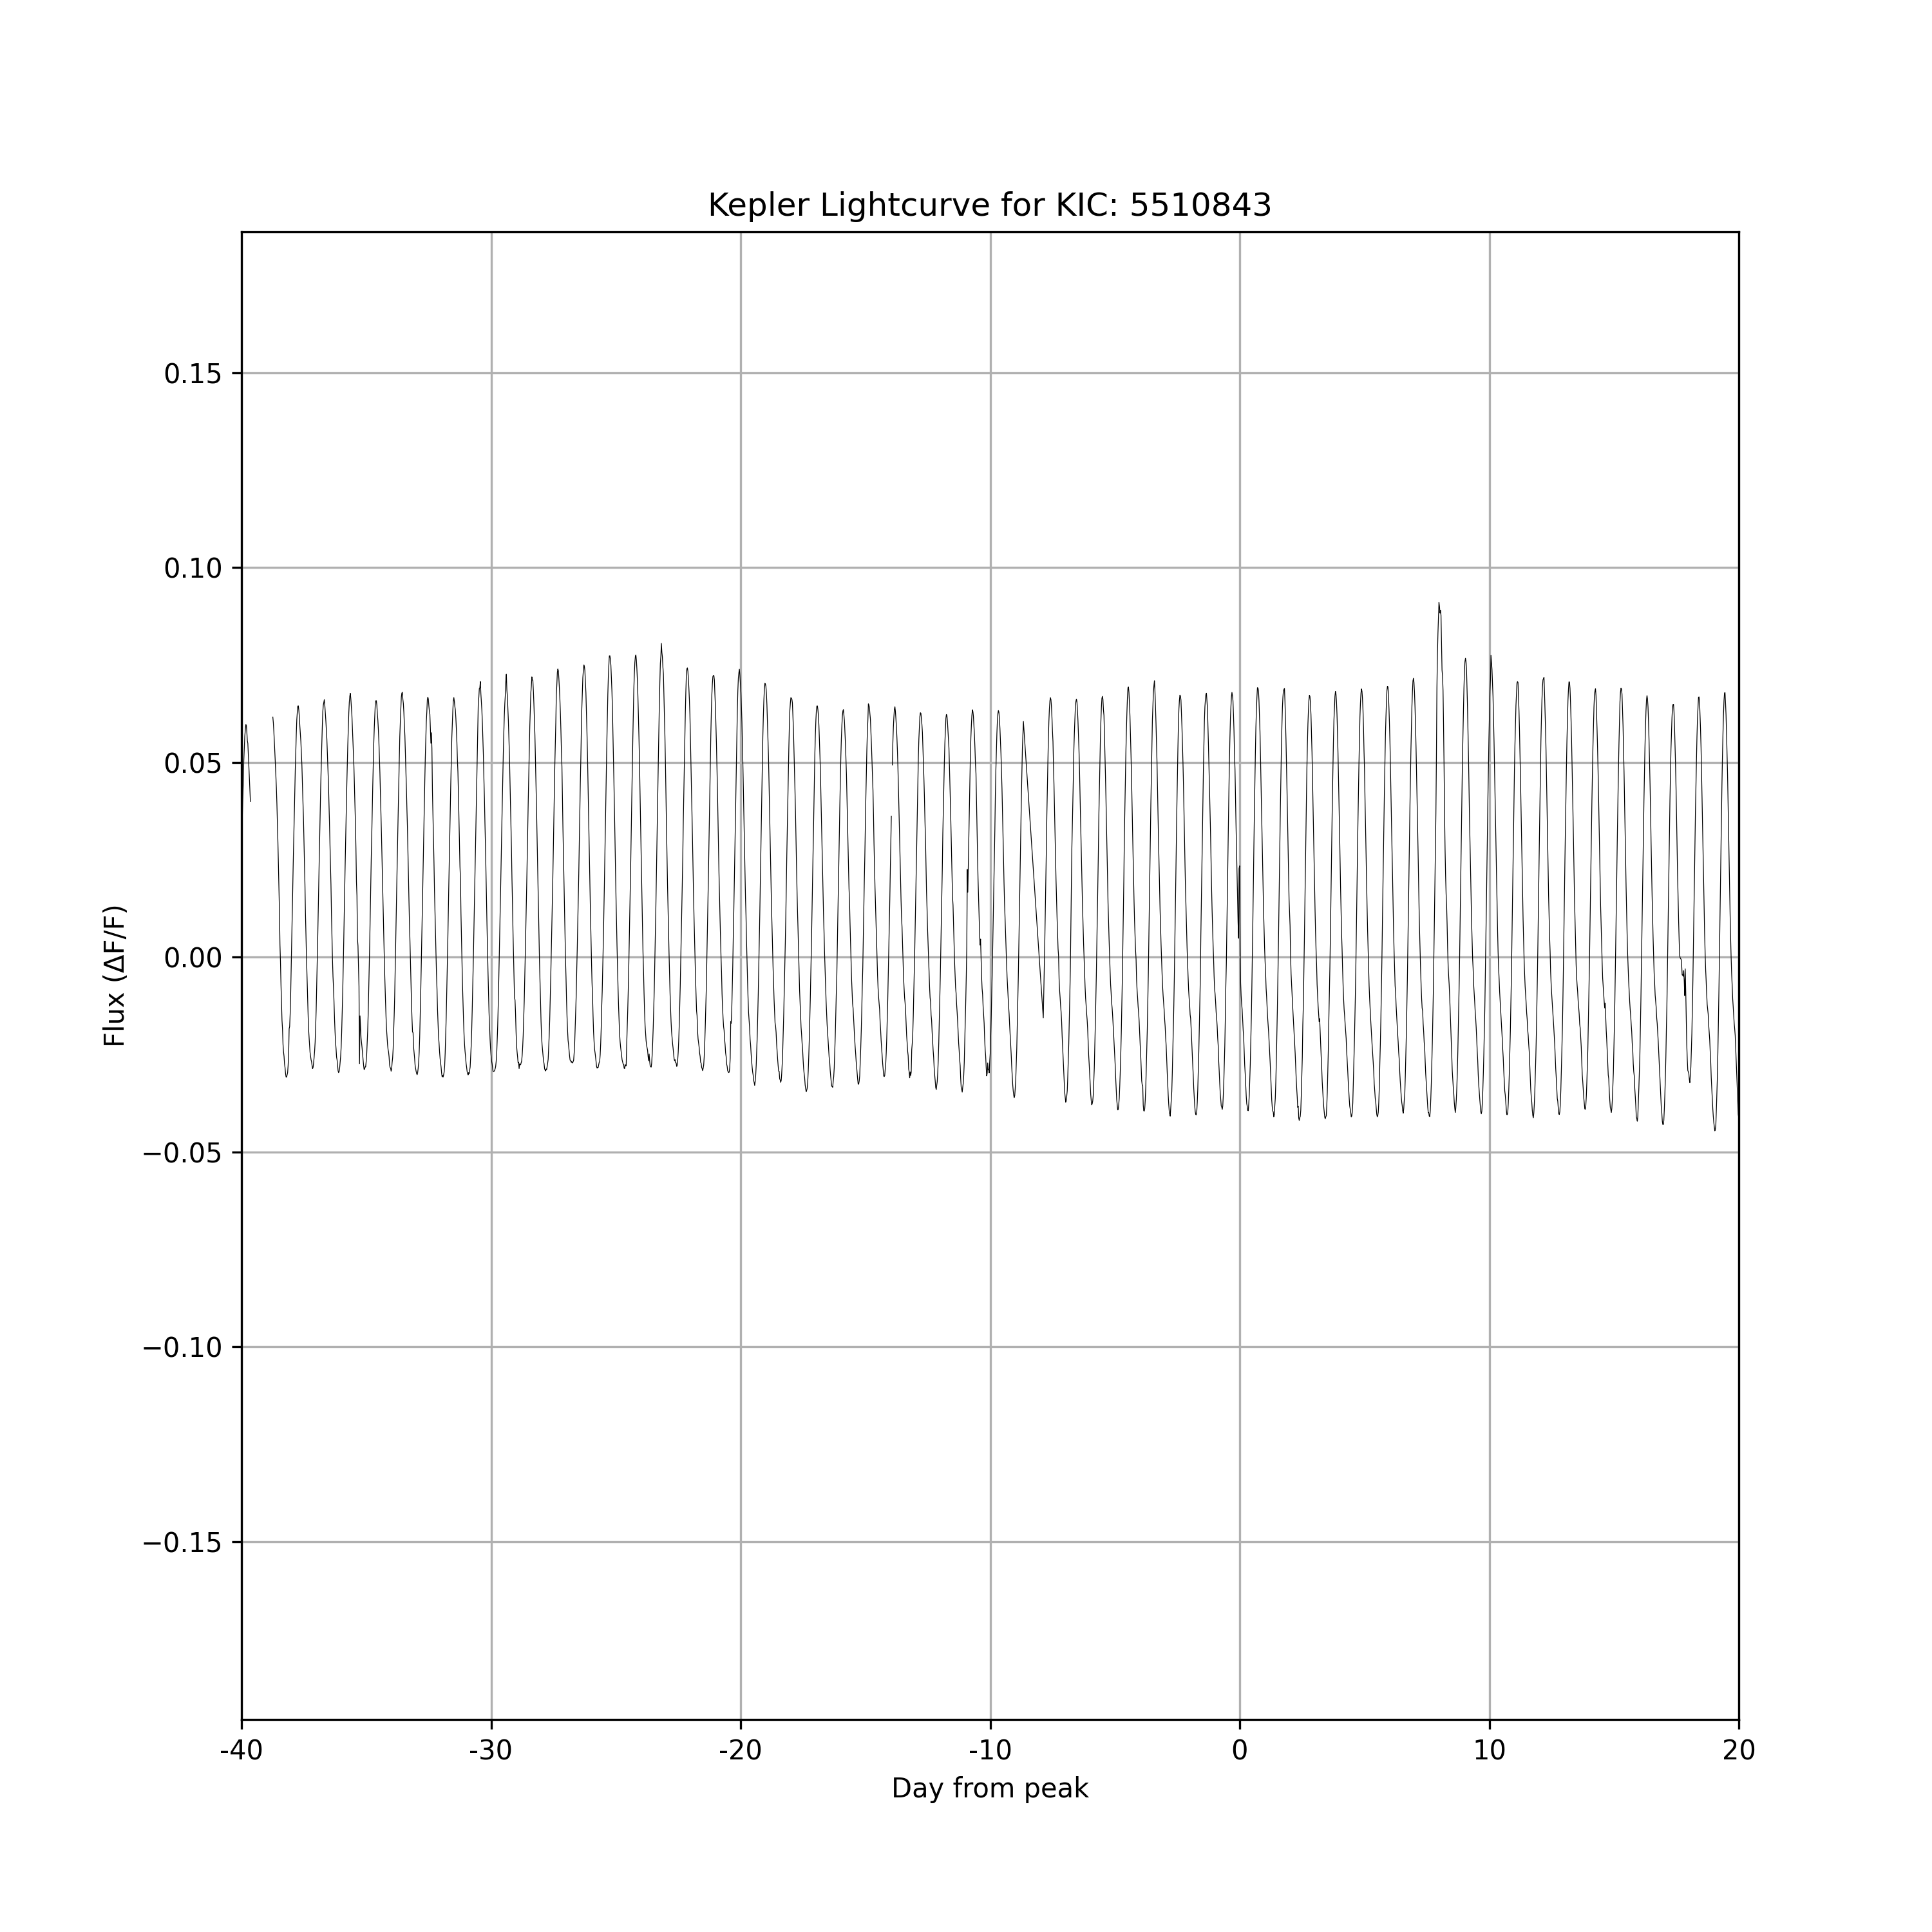 Kepler Lightcurve for KIC: 5510843
0.15
0.10
0.05
0.00
−0.05
−0.10
−0.15
Flux (ΔF/F)
-40 -30 -20 -10 0 10 20
Day from peak